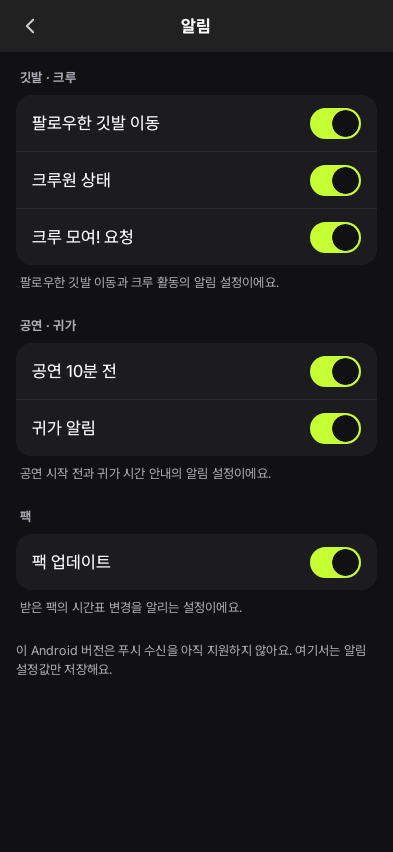 알림
깃발 · 크루
팔로우한 깃발 이동
크루원 상태
크루 모여! 요청
팔로우한 깃발 이동과 크루 활동의 알림 설정이에요.
공연 · 귀가
공연 10분 전
귀가 알림
공연 시작 전과 귀가 시간 안내의 알림 설정이에요.
팩
팩 업데이트
받은 팩의 시간표 변경을 알리는 설정이에요.
이 Android 버전은 푸시 수신을 아직 지원하지 않아요. 여기서는 알림
설정값만 저장해요.